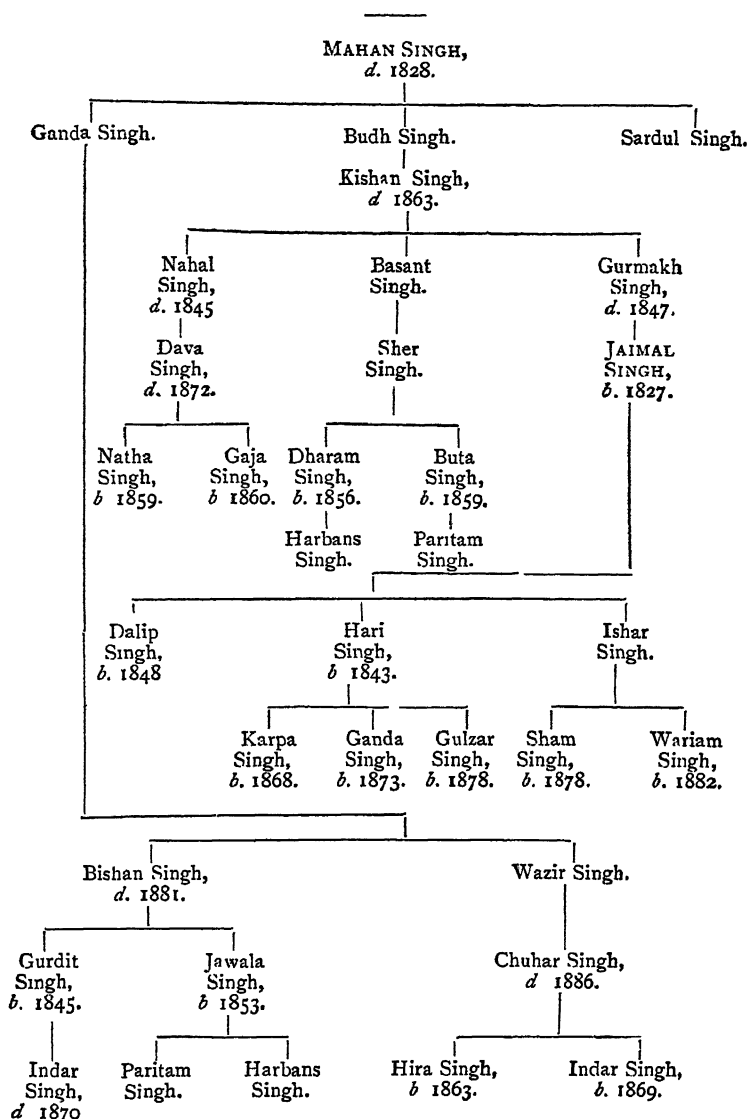 MAHAN SINGH,
d. 1828.
Ganda Singh.
Budh Singh.
Sardul Singh.
Kishan Singh,
d 1863.
Nahal
Singh,
d. 1845
Basant
Singh.
Gurmakh
Singh,
d. 1847.
Dava
Singh,
d. 1872.
Sher
Singh.
JAIMAL
SINGH,
b. 1827.
Natha
Singh,
b 1859.
Gaja
Singh,
b 1860.
Dharam
Singh,
b. 1856.
Buta
Singh,
b. 1859.
Harbans
Singh.
Paritam
Singh.
Dalip
Singh,
b. 1848
Hari
Singh,
b 1843.
Ishar
Singh.
Karpa
Singh,
b. 1868.
Ganda
Singh,
b. 1873.
Gulzar
Singh,
b. 1878.
Sham
Singh,
b. 1878.
Wariam
Singh,
b. 1882.
Bishan Singh,
d. 1881.
Wazir Singh.
Gurdit
Singh,
b. 1845.
Jawala
Singh,
b 1853.
Chuhar Singh,
d 1886.
Indar
Singh,
d 1870
Paritam
Singh.
Harbans
Singh.
Hira Singh,
b 1863.
Indar Singh,
b. 1869.